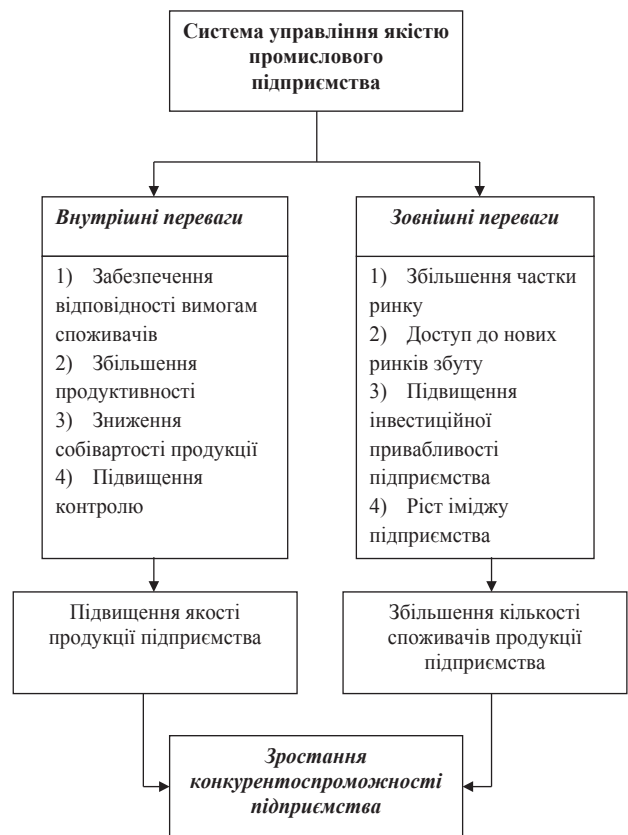 Система управління якістю
промислового
підприємства
Внутрішні переваги
1) Забезпечення
відповідності вимогам
споживачів
2) Збільшення
продуктивності
3) Зниження
собівартості продукції
4) Підвищення
контролю
Зовнішні переваги
1) Збільшення частки
ринку
2) Доступ до нових
ринків збуту
3) Підвищення
інвестиційної
привабливості
підприємства
4) Ріст іміджу
підприємства
Підвищення якості
продукції підприємства
Збільшення кількості
споживачів продукції
підприємства
Зростання
конкурентоспроможності
підприємства